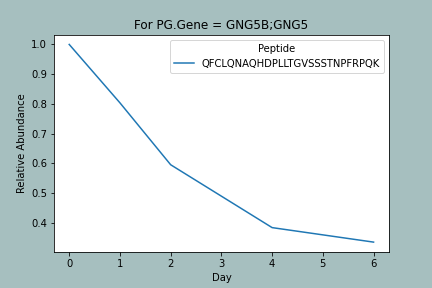 For PG.Gene = GNG5B;GNG5
Peptide
QFCLQNAQHDPLLTGVSSSTNPFRPQK
1.0
0.9
0.8
0.7
0.6
0.5
0.4
Relative Abundance
0 1 2 3 4 5 6
Day